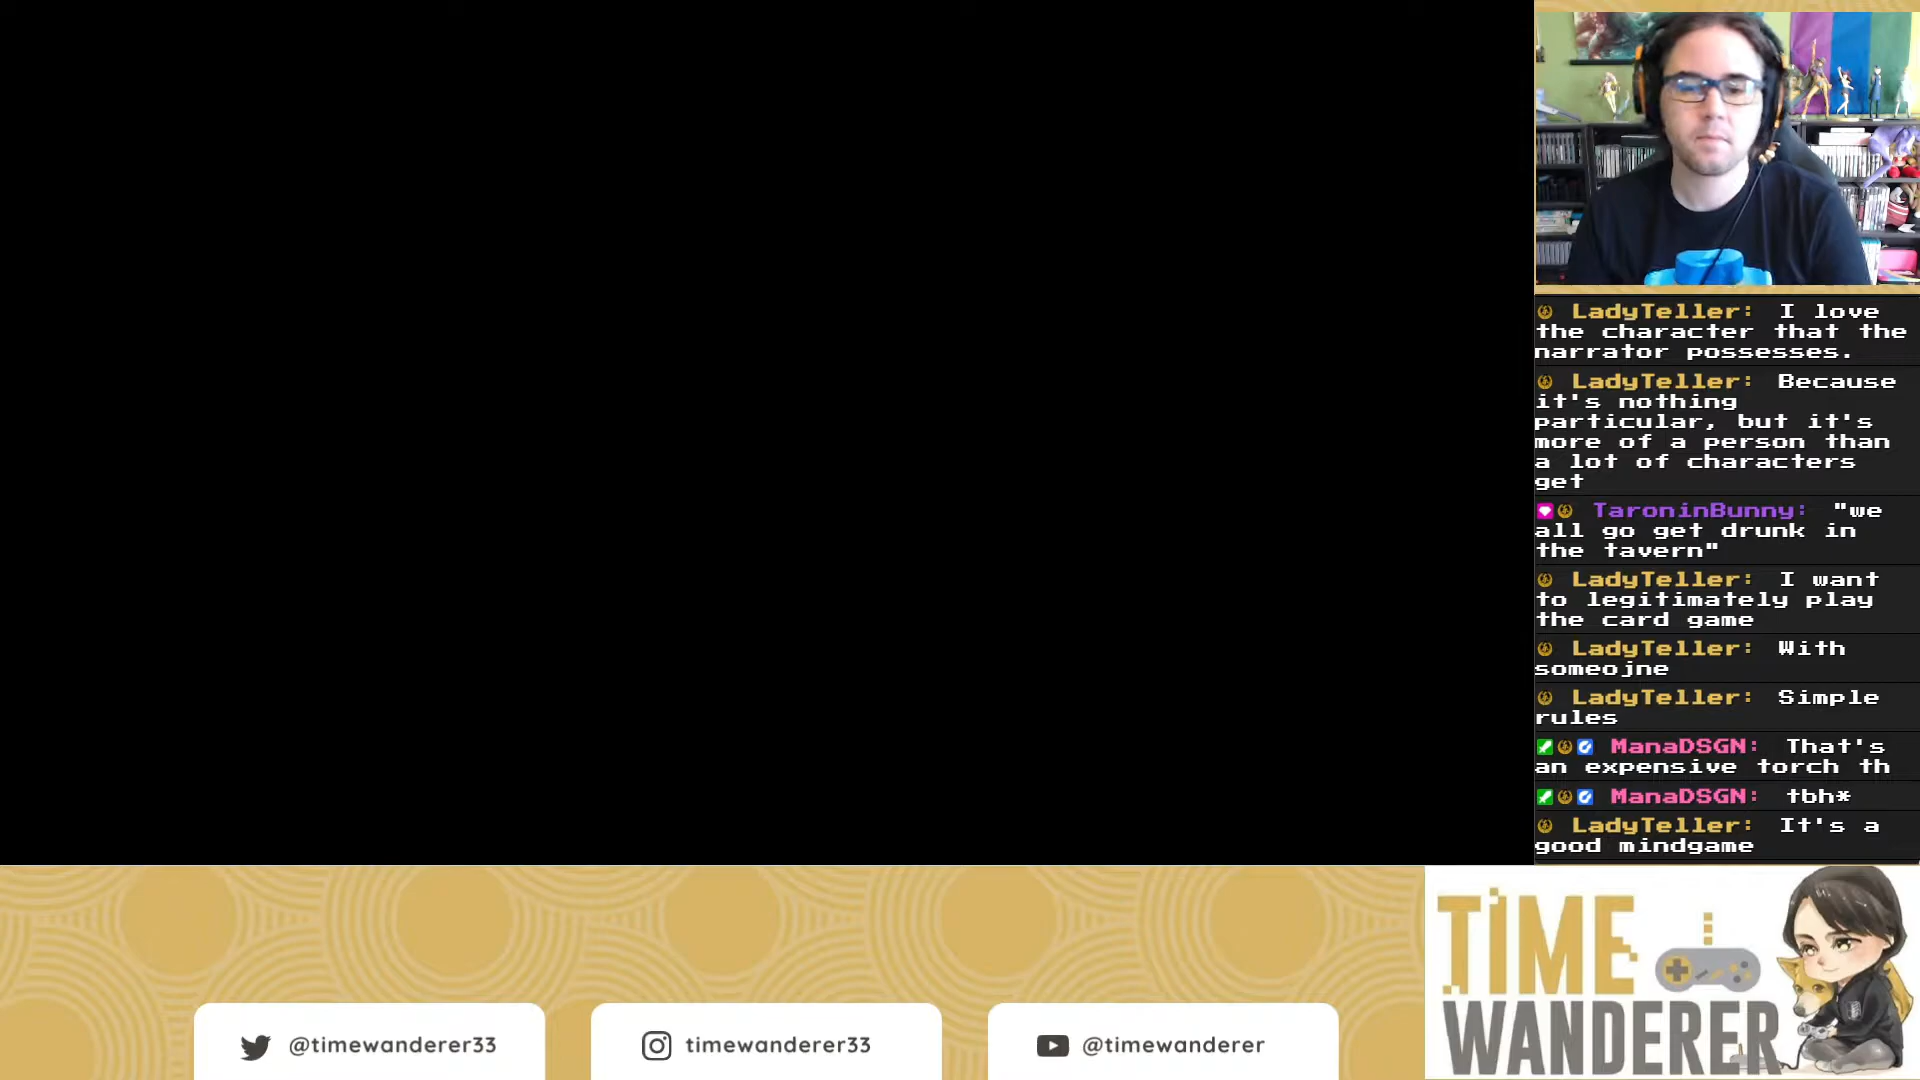 LadyTeller: I love
the character that the
narrator possesses.
LadyTeller: Because
it's nothing
particular, but it's
more of a person than
a lot of characters
get
TaroninBunny: "we
all go get drunk in
the tavern"
LadyTeller: I want
to legitimately play
the card game
LadyTeller: With
someojne
LadyTeller: Simple
rules
ManaDSGN: That's
an expensive torch th
ManaDSGN: tbh*
LadyTeller: It's a
good mindgame
TIME
WANDERER
@timewanderer33
timewanderer33
@timewanderer